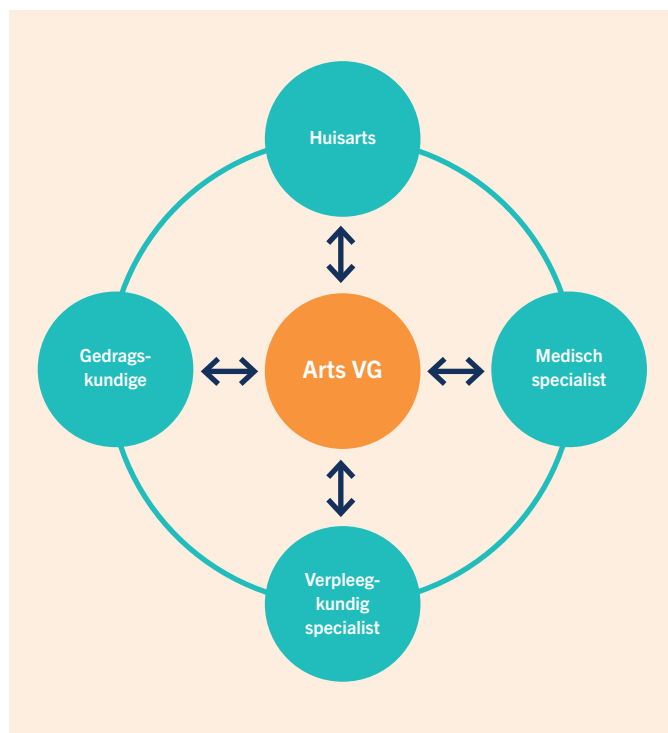 Huisarts
Gedrags-
kundige
Arts VG
Medisch
specialist
Verpleeg-
kundig
specialist